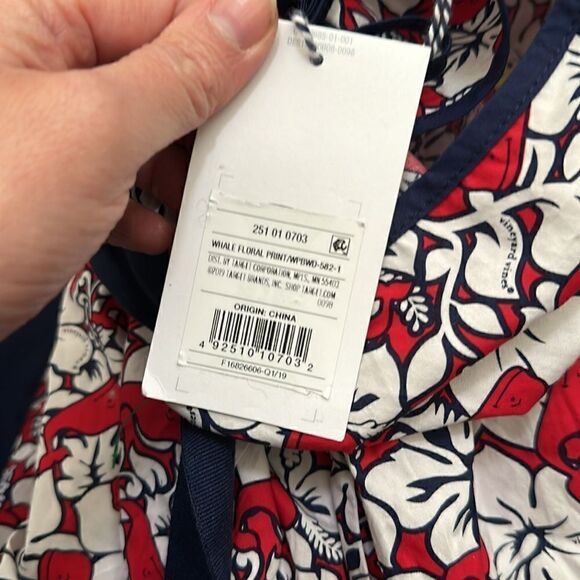 251 01 0703
WHALE FLORAL PRINT/WPBWD-582-1
DIST. BY TARGET CORPORATION, MPLS, MN 55403
©2019 TARGET BRANDS, INC. SHOP TARGET.COM
0098
ORIGIN: CHINA
4 92510 10703 2
F16826606-Q1/19
vineyard vines®